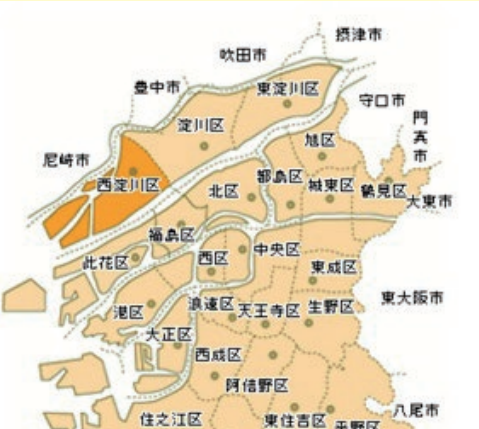 摂津市
吹田市
豊中市
東淀川区
守口市
淀川区
門真市
旭区
尼崎市
西淀川区
都島区
北区
城東区
鶴見区
大東市
福島区
中央区
西区
此花区
東成区
東大阪市
浪速区
生野区
港区
天王寺区
大正区
西成区
阿倍野区
八尾市
住之江区
東住吉区
平野区